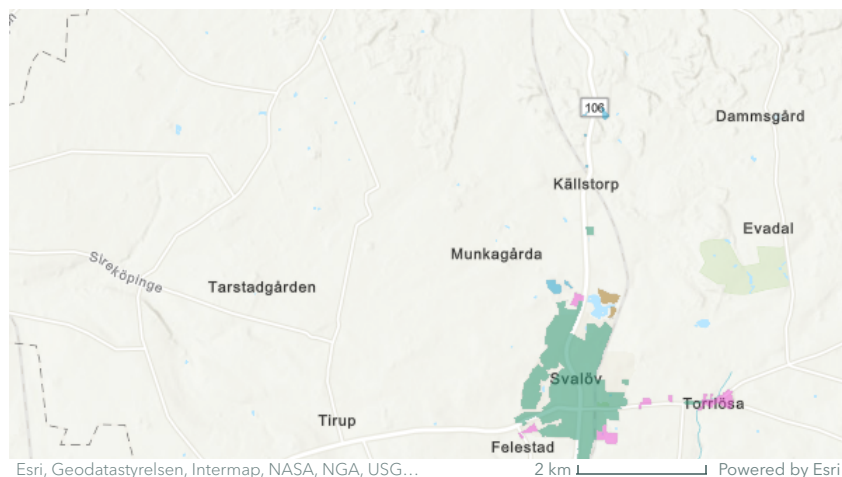 106
Dammsgård
Källstorp
Evadal
Munkagårda
Sireköpinge
Tarstadgården
Svalöv
Torrlösa
Tirup
Felestad
Esri, Geodatastyrelsen, Intermap, NASA, NGA, USG…
2 km
Powered by Esri